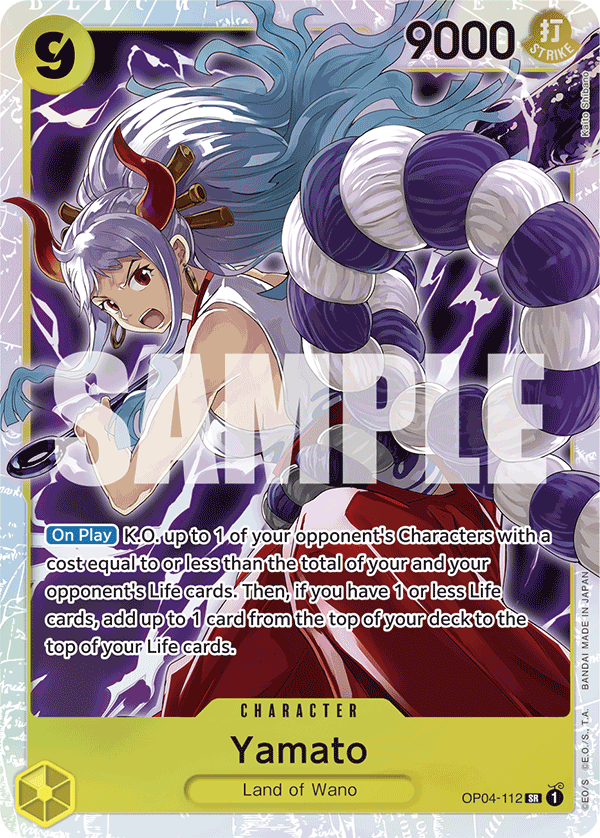 9
9000
打
STRIKE
Kaito Shibano
SAMPLE
On Play K.O. up to 1 of your opponent's Characters with a
cost equal to or less than the total of your and your
opponent's Life cards. Then, if you have 1 or less Life
cards, add up to 1 card from the top of your deck to the
top of your Life cards.
©E.O/S ©E.O./S., T.A. BANDAI MADE IN JAPAN
CHARACTER
Yamato
Land of Wano
OP04-112 SR 1